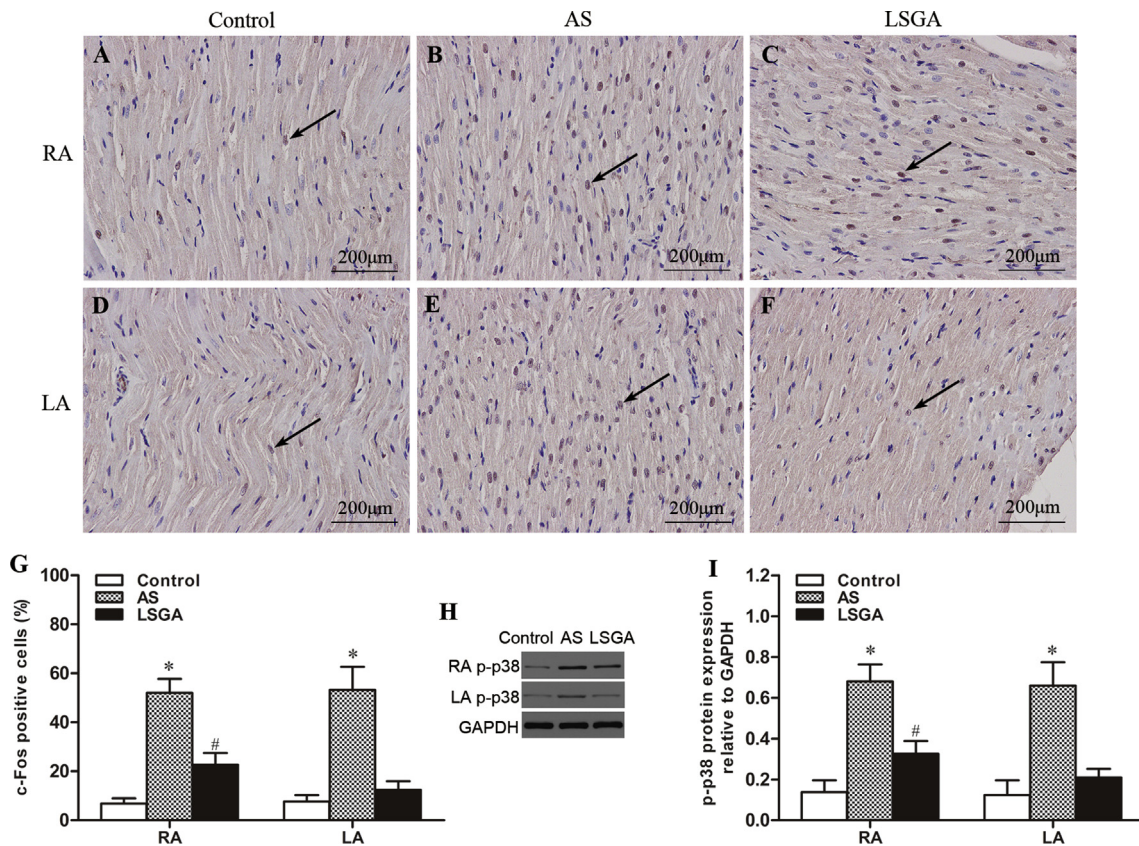 Control AS LSGA
RA
A B C
200μm 200μm 200μm
LA
D E F
200μm 200μm 200μm
G
c-Fos positive cells (%)
100
80
60
40
20
0
Control
AS
LSGA
* # *
RA LA
H
Control AS LSGA
RA p-p38
LA p-p38
GAPDH
I
p-p38 protein expression
relative to GAPDH
1.2
1.0
0.8
0.6
0.4
0.2
0.0
Control
AS
LSGA
* # *
RA LA